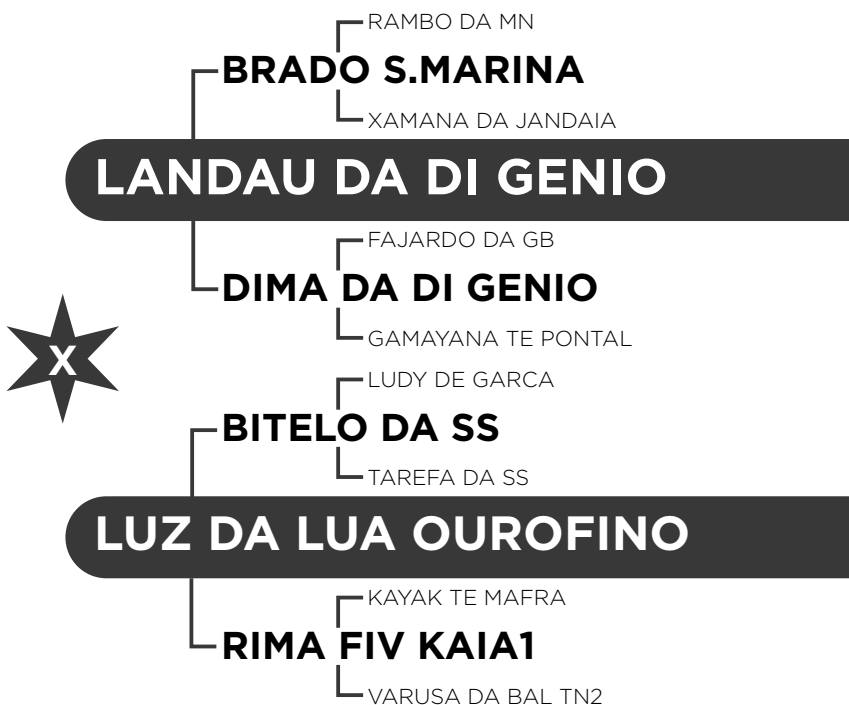 RAMBO DA MN
BRADO S.MARINA
XAMANA DA JANDAIA
LANDAU DA DI GENIO
FAJARDO DA GB
DIMA DA DI GENIO
GAMAYANA TE PONTAL
X
LUDY DE GARCA
BITELO DA SS
TAREFA DA SS
LUZ DA LUA OUROFINO
KAYAK TE MAFRA
RIMA FIV KAIA1
VARUSA DA BAL TN2